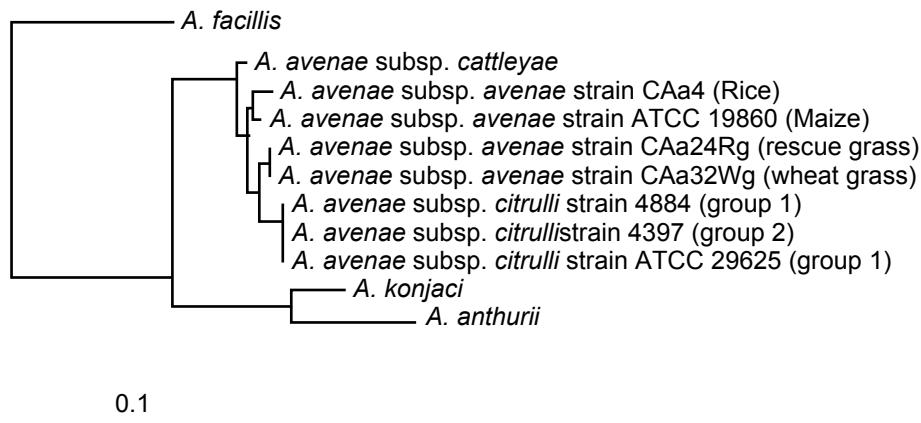 A. facillis
A. avenae subsp. cattleyae
A. avenae subsp. avenae strain CAa4 (Rice)
A. avenae subsp. avenae strain ATCC 19860 (Maize)
A. avenae subsp. avenae strain CAa24Rg (rescue grass)
A. avenae subsp. avenae strain CAa32Wg (wheat grass)
A. avenae subsp. citrulli strain 4884 (group 1)
A. avenae subsp. citrullistrain 4397 (group 2)
A. avenae subsp. citrulli strain ATCC 29625 (group 1)
A. konjaci
A. anthurii
0.1